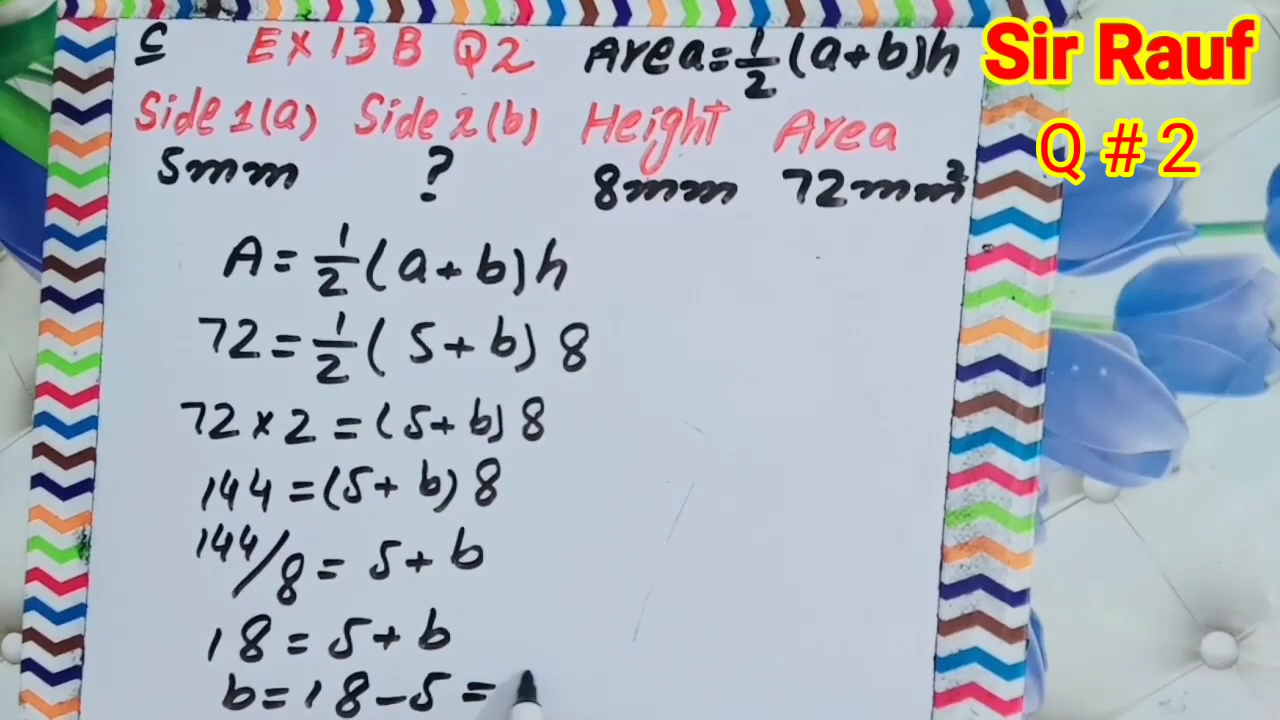 C EX 13 B Q2 Area=1/2(a+b)h
Sir Rauf
Q # 2
Side 1(a) Side 2(b) Height Area
5mm ? 8mm 72mm²
A = 1/2 (a+b)h
72 = 1/2 (5+b) 8
72 × 2 = (5+b) 8
144 = (5+b) 8
144/8 = 5+b
18 = 5+b
b = 18-5 =